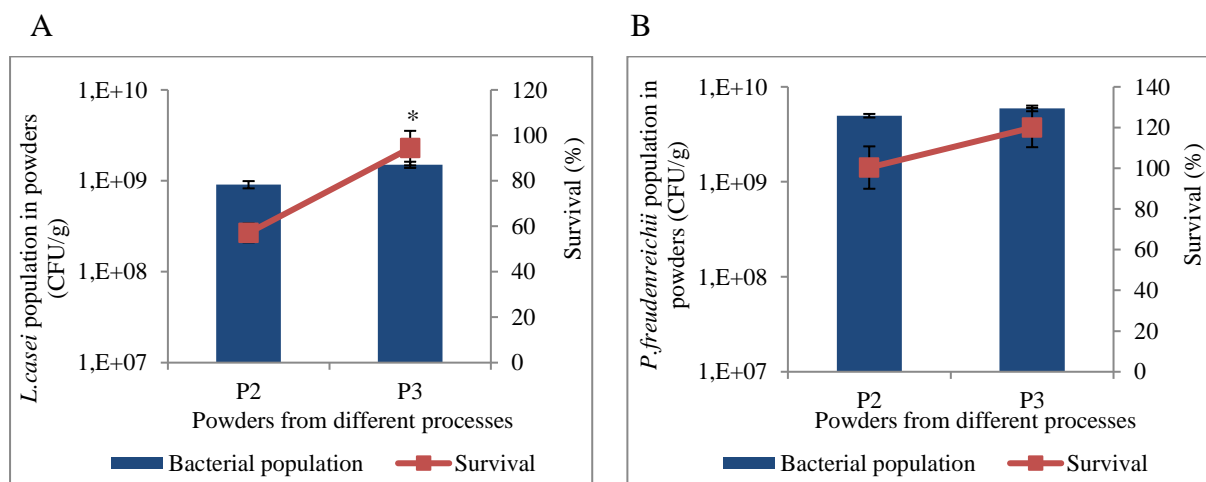 A
L.casei population in powders
(CFU/g)
1,E+10
1,E+09
1,E+08
1,E+07
120
100
80
60
40
20
0
Survival (%)
*
P2
P3
Powders from different processes
Bacterial population
Survival
B
P.freudenreichii population in
powders (CFU/g)
1,E+10
1,E+09
1,E+08
1,E+07
140
120
100
80
60
40
20
0
Survival (%)
P2
P3
Powders from different processes
Bacterial population
Survival